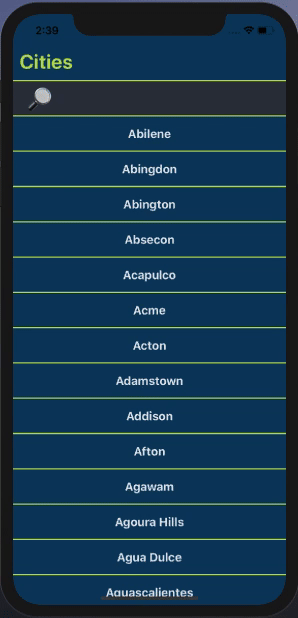 2:39
Cities
Abilene
Abingdon
Abington
Absecon
Acapulco
Acme
Acton
Adamstown
Addison
Afton
Agawam
Agoura Hills
Agua Dulce
Aguascalientes